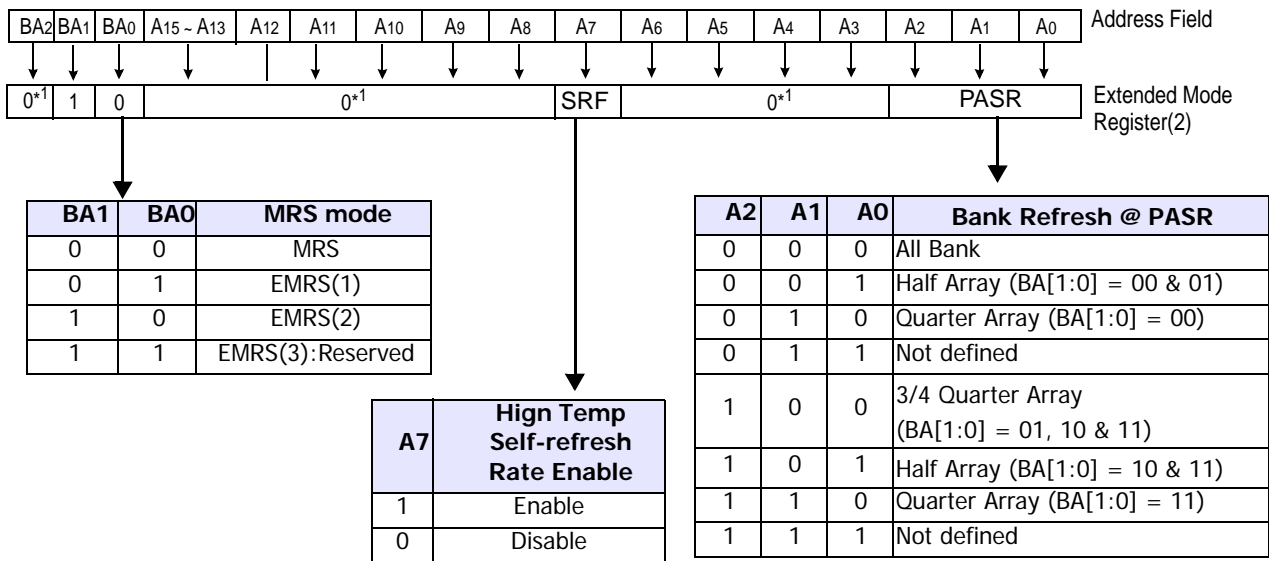 BA2 BA1 BA0 A15 ~ A13 A12 A11 A10 A9 A8 A7 A6 A5 A4 A3 A2 A1 A0 Address Field
0*1 1 0 0*1 SRF 0*1 PASR Extended Mode
Register(2)
BA1 BA0 MRS mode
0 0 MRS
0 1 EMRS(1)
1 0 EMRS(2)
1 1 EMRS(3):Reserved
A7 Hign Temp
Self-refresh
Rate Enable
1 Enable
0 Disable
A2 A1 A0 Bank Refresh @ PASR
0 0 0 All Bank
0 0 1 Half Array (BA[1:0] = 00 & 01)
0 1 0 Quarter Array (BA[1:0] = 00)
0 1 1 Not defined
1 0 0 3/4 Quarter Array
(BA[1:0] = 01, 10 & 11)
1 0 1 Half Array (BA[1:0] = 10 & 11)
1 1 0 Quarter Array (BA[1:0] = 11)
1 1 1 Not defined